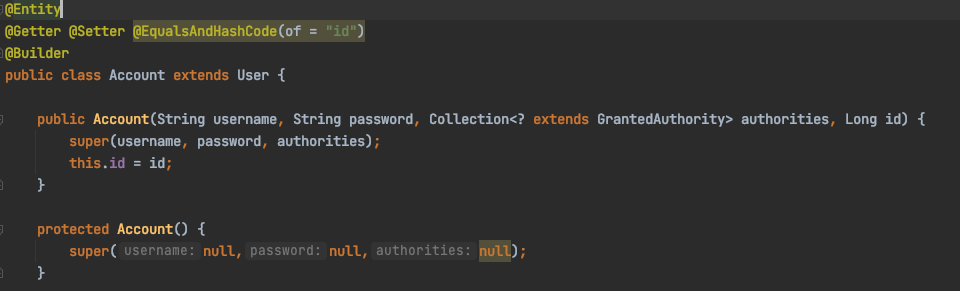 @Entity
@Getter @Setter @EqualsAndHashCode(of = "id")
@Builder
public class Account extends User {
public Account(String username, String password, Collection<? extends GrantedAuthority> authorities, Long id) {
super(username, password, authorities);
this.id = id;
}
protected Account() {
super( username: null, password: null, authorities: null);
}